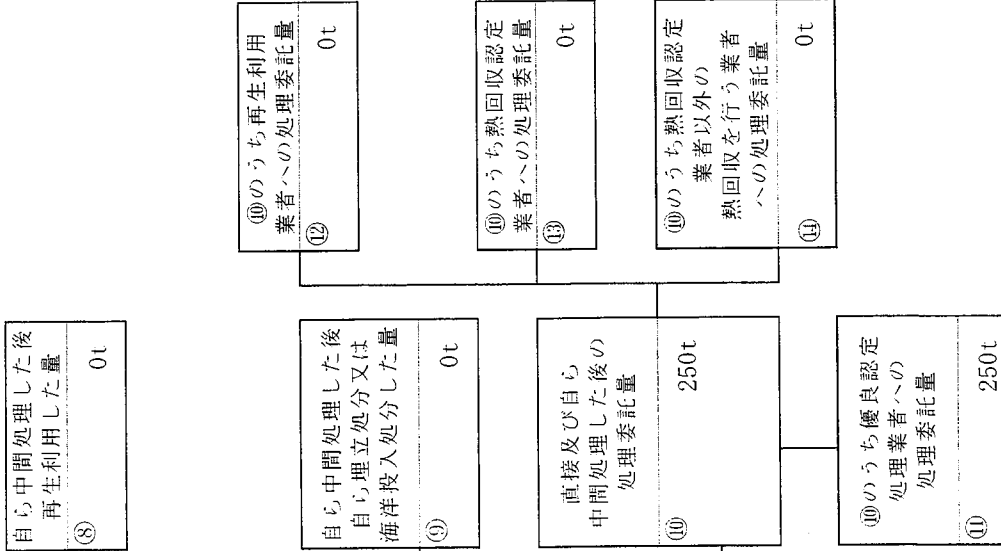 自ら中間処理した後
再生利用した量
⑧
0t
自ら中間処理した後
自ら埋立処分又は
海洋投入処分した量
⑨
0t
直接及び自ら
中間処理した後の
処理委託量
⑩
250t
⑩のうち優良認定
処理業者への
処理委託量
⑪
250t
⑩のうち再生利用
業者への処理委託量
⑫
0t
⑩のうち熱回収認定
業者への処理委託量
⑬
0t
⑩のうち熱回収認定
業者以外の
熱回収を行う業者
への処理委託量
⑭
0t